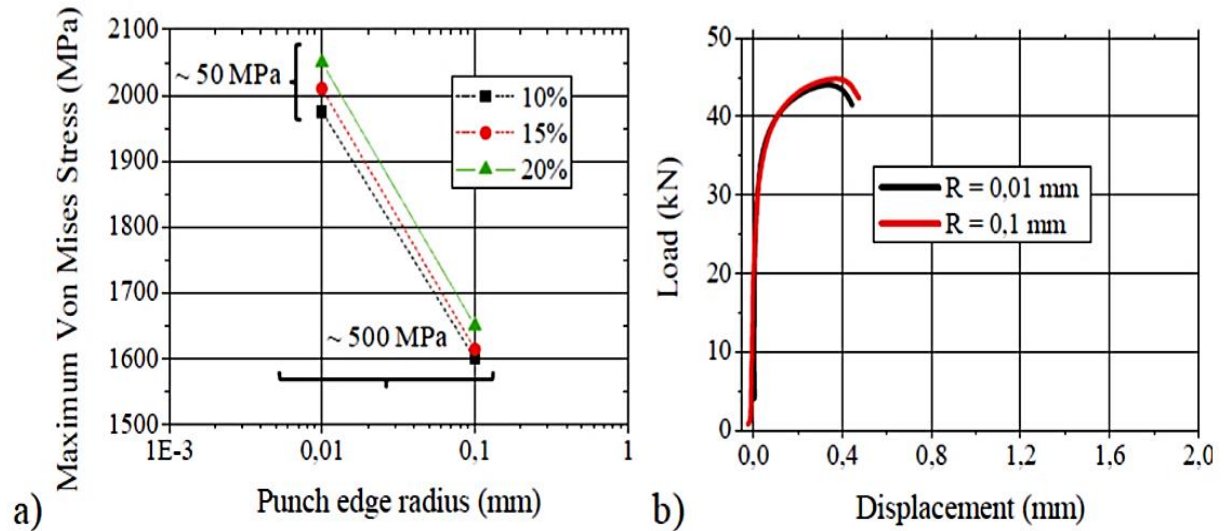 2100
2000
1900
1800
1700
1600
1500
1E-3
0,01
0,1
1
Maximum Von Mises Stress (MPa)
Punch edge radius (mm)
~ 50 MPa
~ 500 MPa
10%
15%
20%
a)
50
40
30
20
10
0
0,0
0,4
0,8
1,2
1,6
2,0
Load (kN)
Displacement (mm)
R = 0,01 mm
R = 0,1 mm
b)